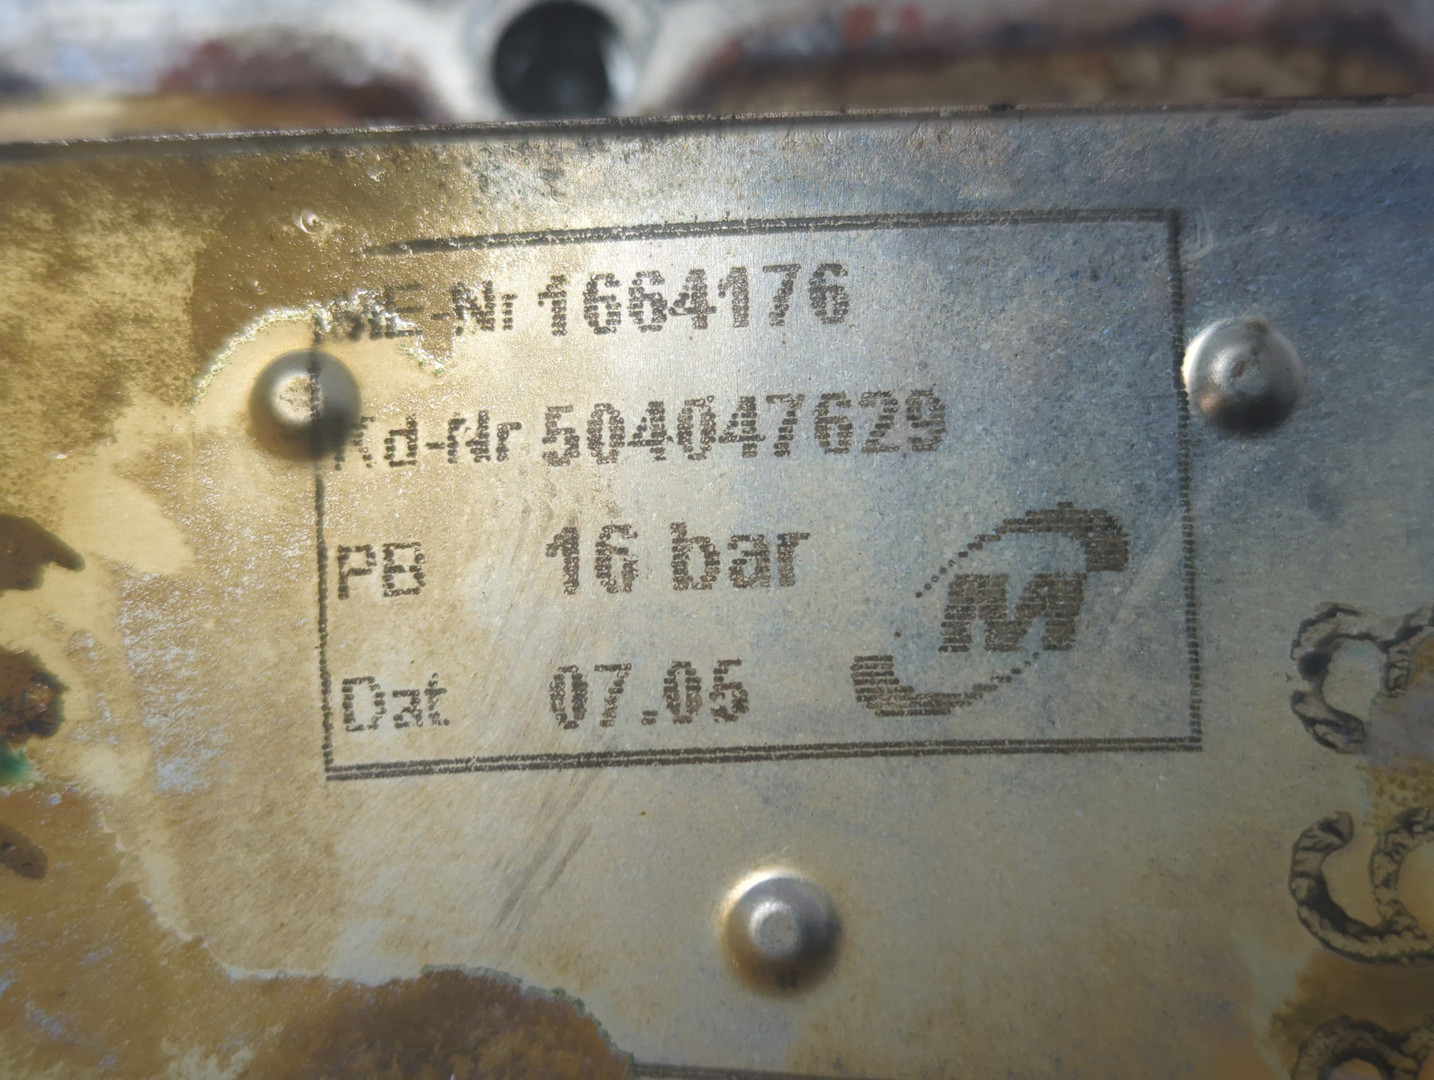 ME-Nr 1664176
Kd-Nr 504047629
PB 16 bar
Dat 07.05
M